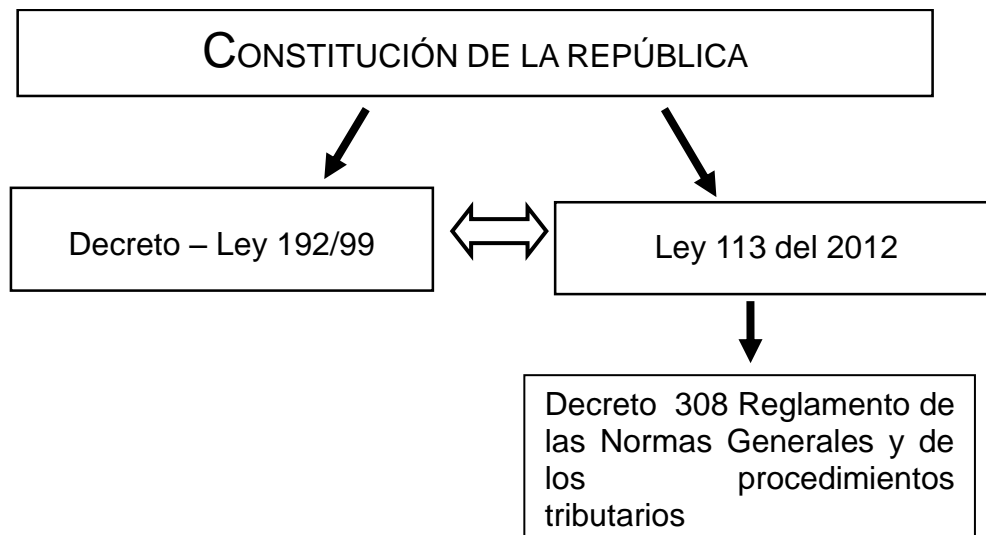 CONSTITUCIÓN DE LA REPÚBLICA
Decreto – Ley 192/99
Ley 113 del 2012
Decreto 308 Reglamento de
las Normas Generales y de
los procedimientos
tributarios